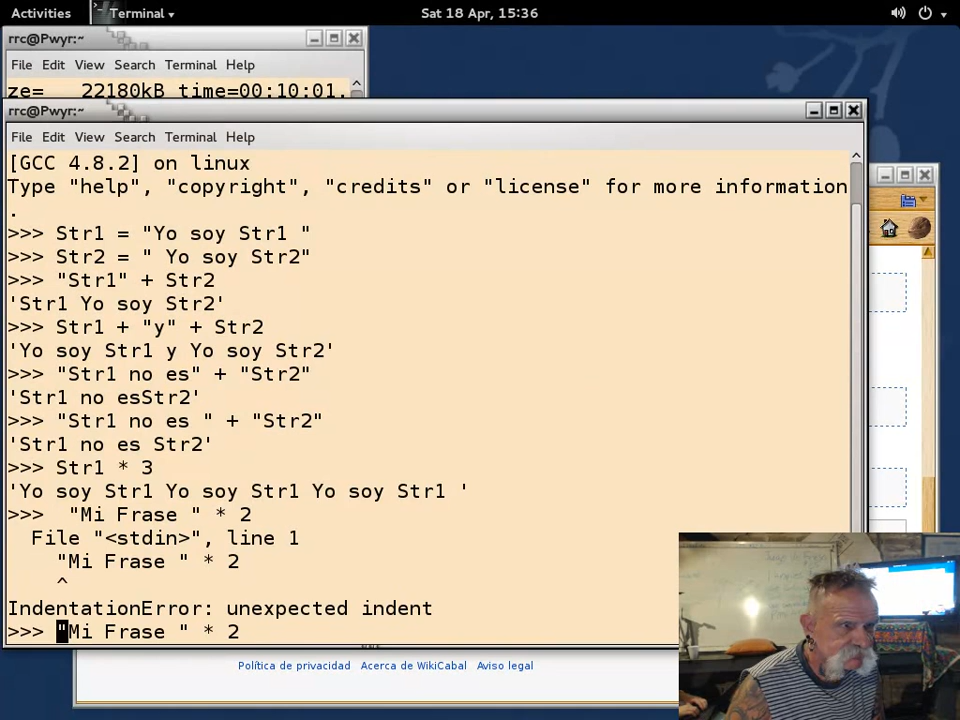 Activities Terminal Sat 18 Apr, 15:36
rrc@Pwyr:~
File Edit View Search Terminal Help
ze= 22180kB time=00:10:01.
rrc@Pwyr:~
File Edit View Search Terminal Help
[GCC 4.8.2] on linux
Type "help", "copyright", "credits" or "license" for more information
.
>>> Str1 = "Yo soy Str1 "
>>> Str2 = " Yo soy Str2"
>>> "Str1" + Str2
'Str1 Yo soy Str2'
>>> Str1 + "y" + Str2
'Yo soy Str1 y Yo soy Str2'
>>> "Str1 no es" + "Str2"
'Str1 no esStr2'
>>> "Str1 no es " + "Str2"
'Str1 no es Str2'
>>> Str1 * 3
'Yo soy Str1 Yo soy Str1 Yo soy Str1 '
>>>  "Mi Frase " * 2
  File "<stdin>", line 1
    "Mi Frase " * 2
    ^
IndentationError: unexpected indent
>>> "Mi Frase " * 2
Política de privacidad Acerca de WikiCabal Aviso legal